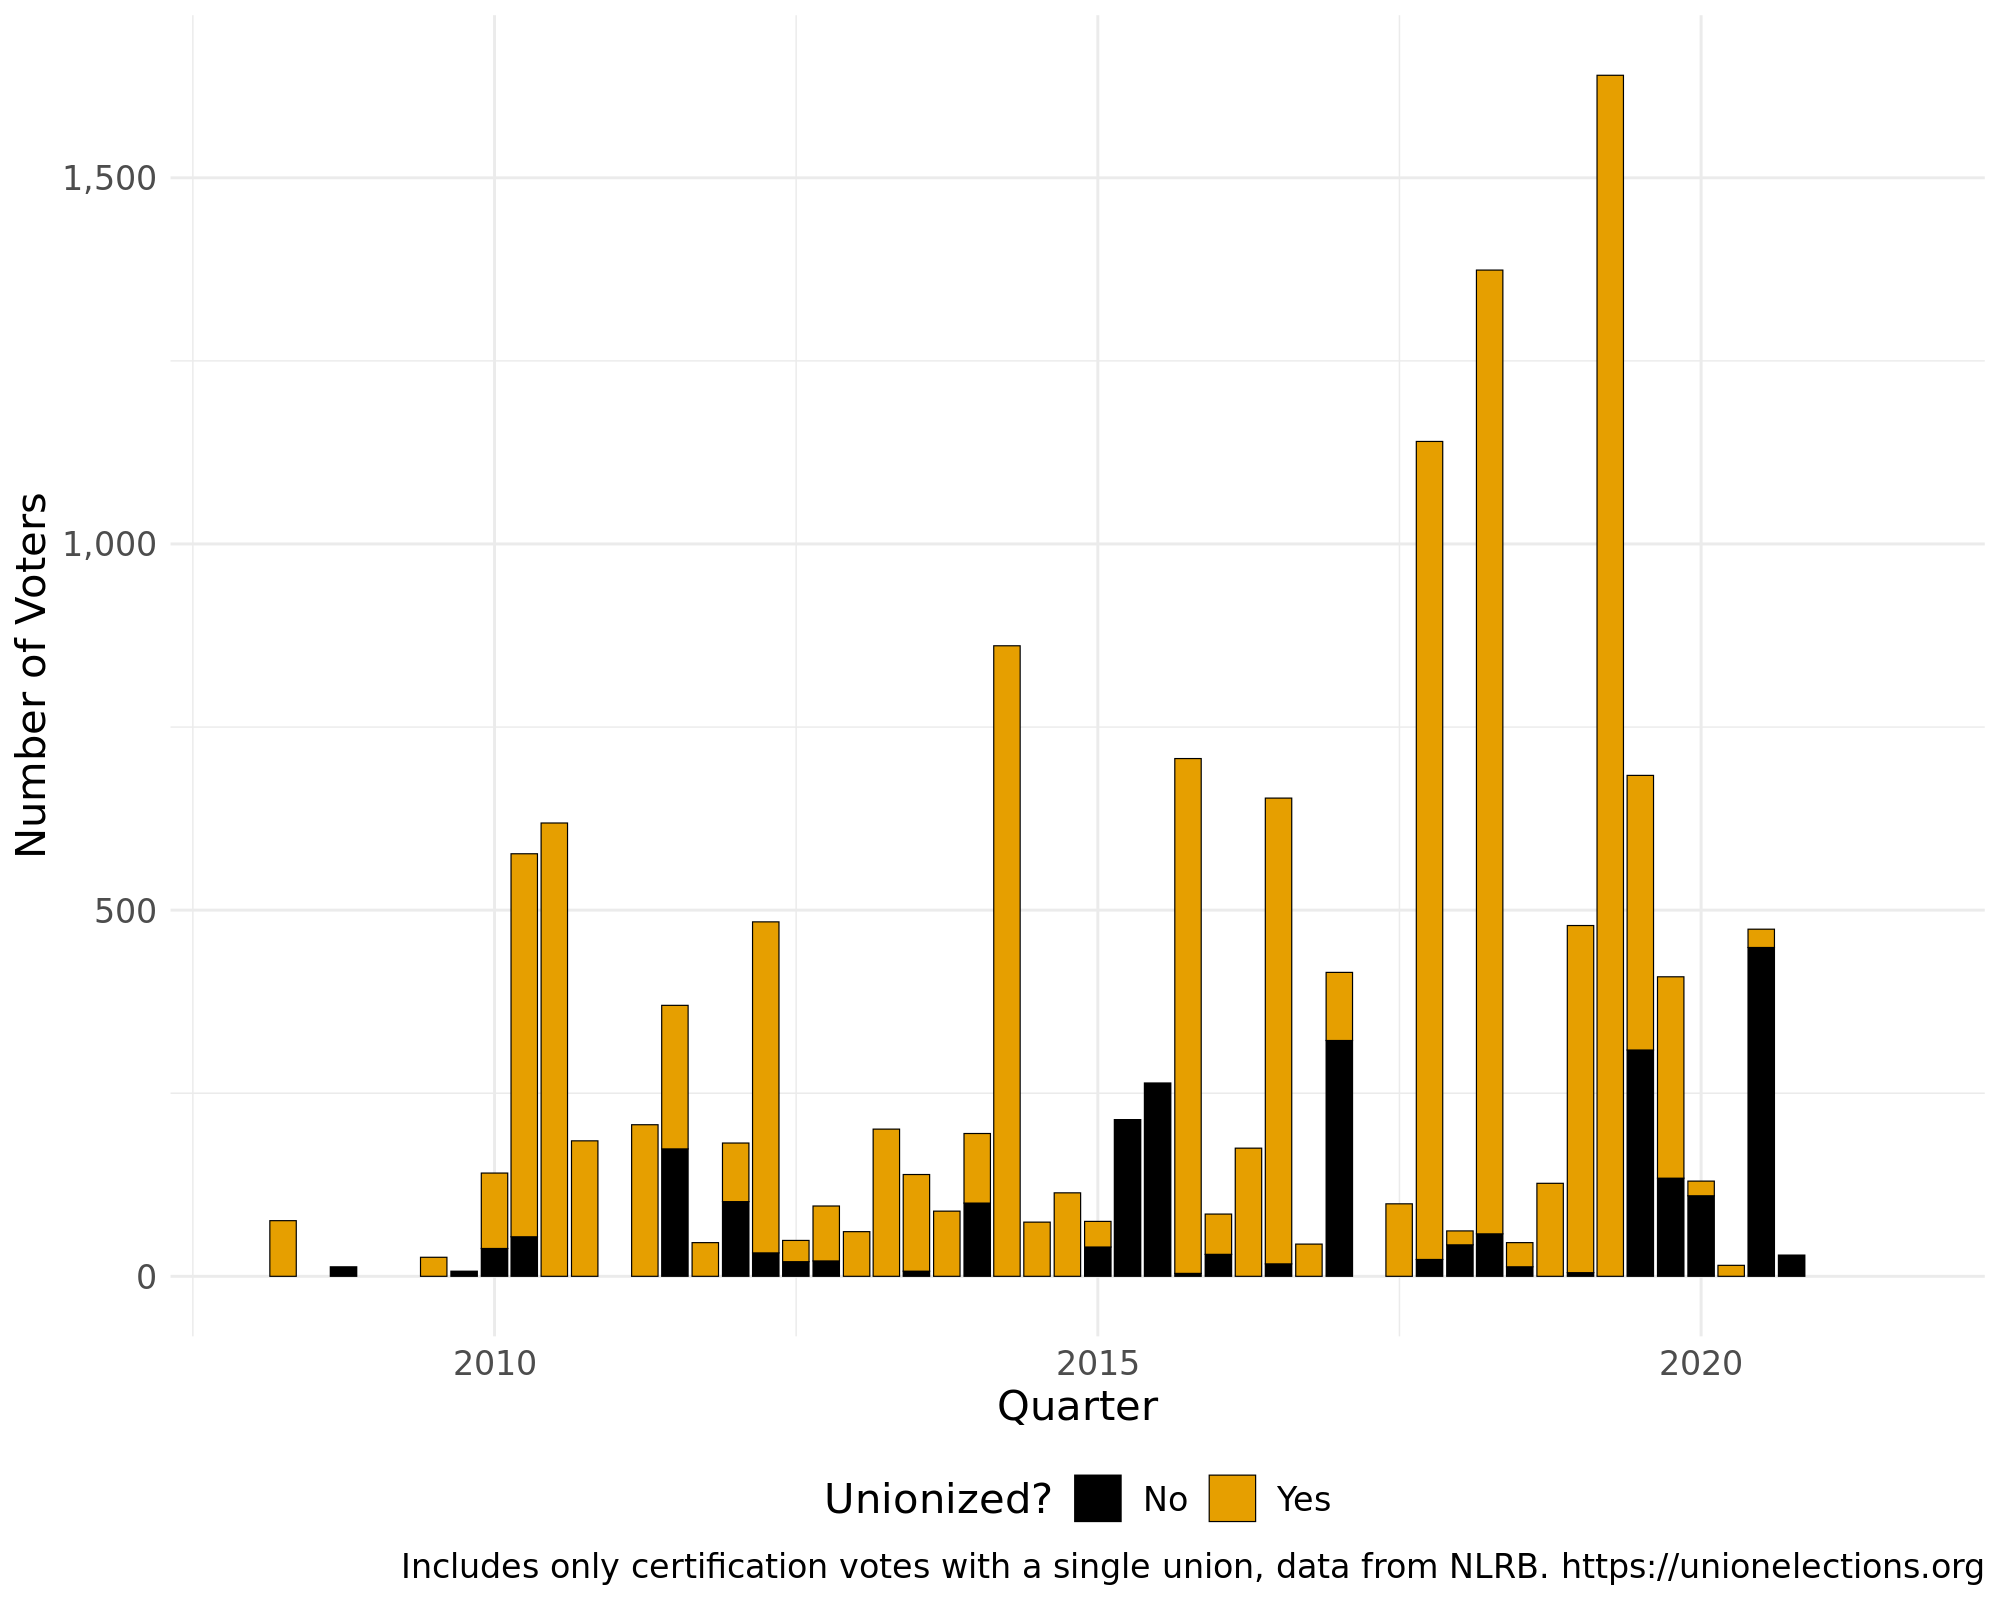 1,500
1,000
500
0
Number of Voters
2010 2015 2020
Quarter
Unionized? No Yes
Includes only certification votes with a single union, data from NLRB. https://unionelections.org